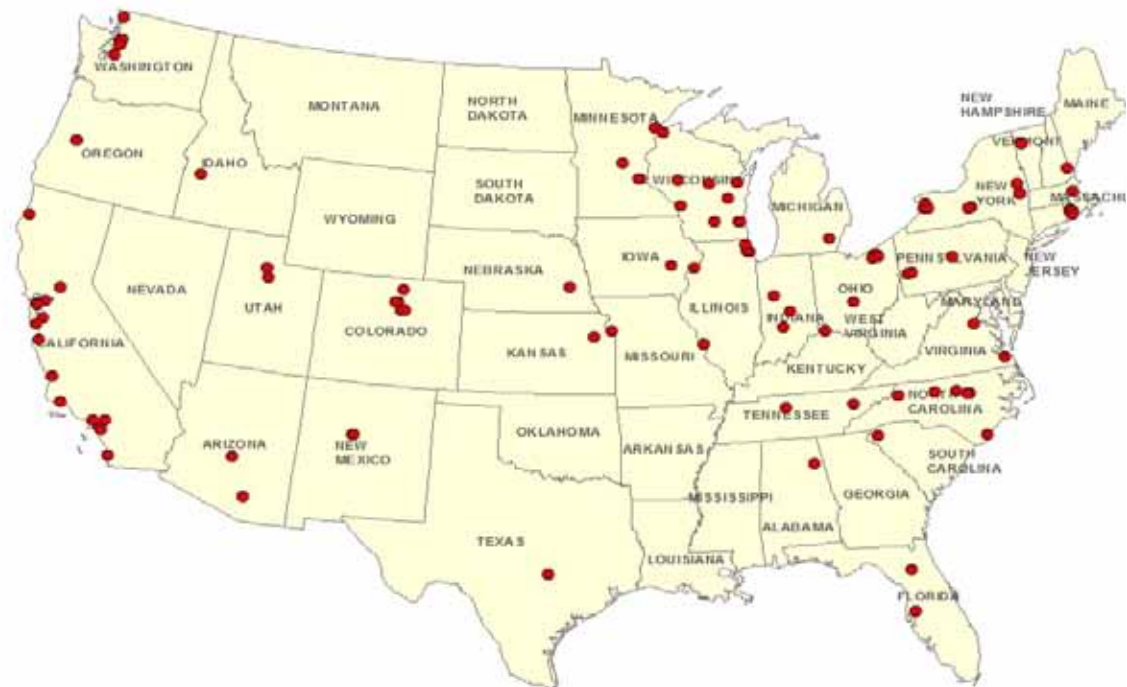 WASHINGTON
MONTANA
NORTH
DAKOTA
MINNESOTA
NEW
HAMPSHIRE
MAINE
VERMONT
OREGON
IDAHO
SOUTH
DAKOTA
WISCONSIN
MICHIGAN
NEW
YORK
MASSACHU
WYOMING
IOWA
PENNSYLVANIA
NEW
JERSEY
NEBRASKA
NEVADA
UTAH
COLORADO
ILLINOIS
INDIANA
OHIO
WEST
VIRGINIA
MARYLAND
CALIFORNIA
KANSAS
MISSOURI
KENTUCKY
VIRGINIA
ARIZONA
NEW
MEXICO
OKLAHOMA
ARKANSAS
TENNESSEE
NORTH
CAROLINA
SOUTH
CAROLINA
MISSISSIPPI
ALABAMA
GEORGIA
TEXAS
LOUISIANA
FLORIDA